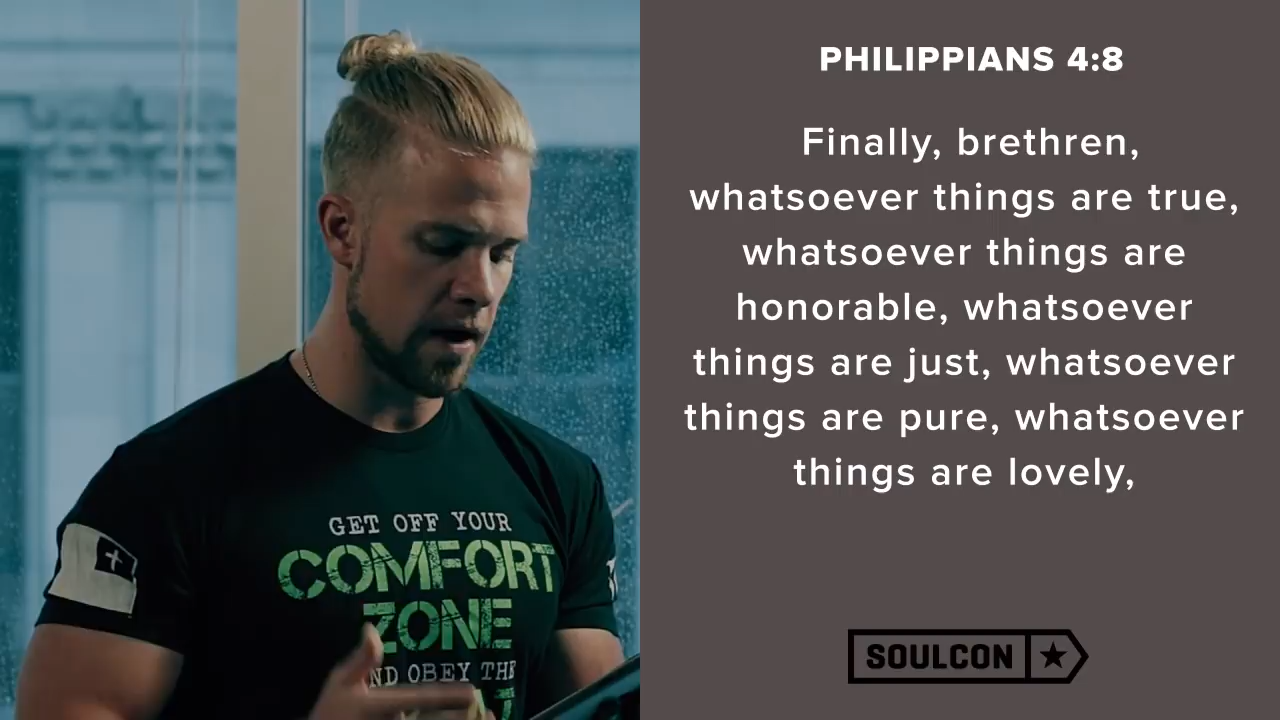 PHILIPPIANS 4:8
Finally, brethren,
whatsoever things are true,
whatsoever things are
honorable, whatsoever
things are just, whatsoever
things are pure, whatsoever
things are lovely,
SOULCON
GET OFF YOUR
COMFORT
ZONE
OBEY THE